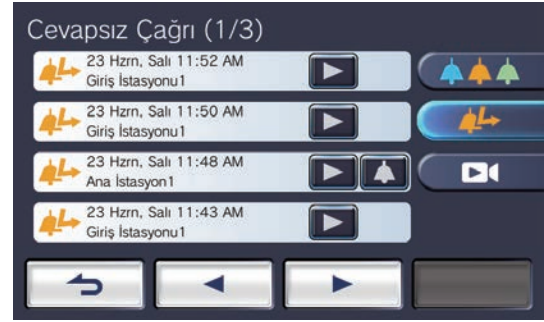 Cevapsız Çağrı (1/3)
23 Hzrn, Salı 11:52 AM
Giriş İstasyonu1
23 Hzrn, Salı 11:50 AM
Giriş İstasyonu1
23 Hzrn, Salı 11:48 AM
Ana İstasyon1
23 Hzrn, Salı 11:43 AM
Giriş İstasyonu1